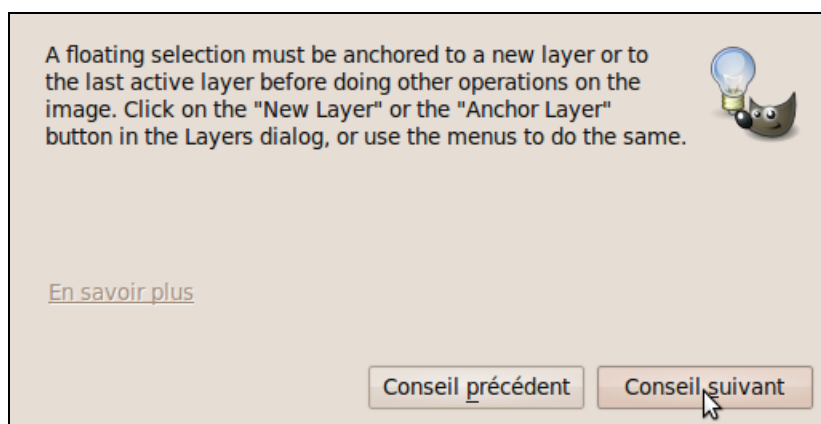 A floating selection must be anchored to a new layer or to
the last active layer before doing other operations on the
image. Click on the "New Layer" or the "Anchor Layer"
button in the Layers dialog, or use the menus to do the same.
En savoir plus
Conseil précédent
Conseil suivant